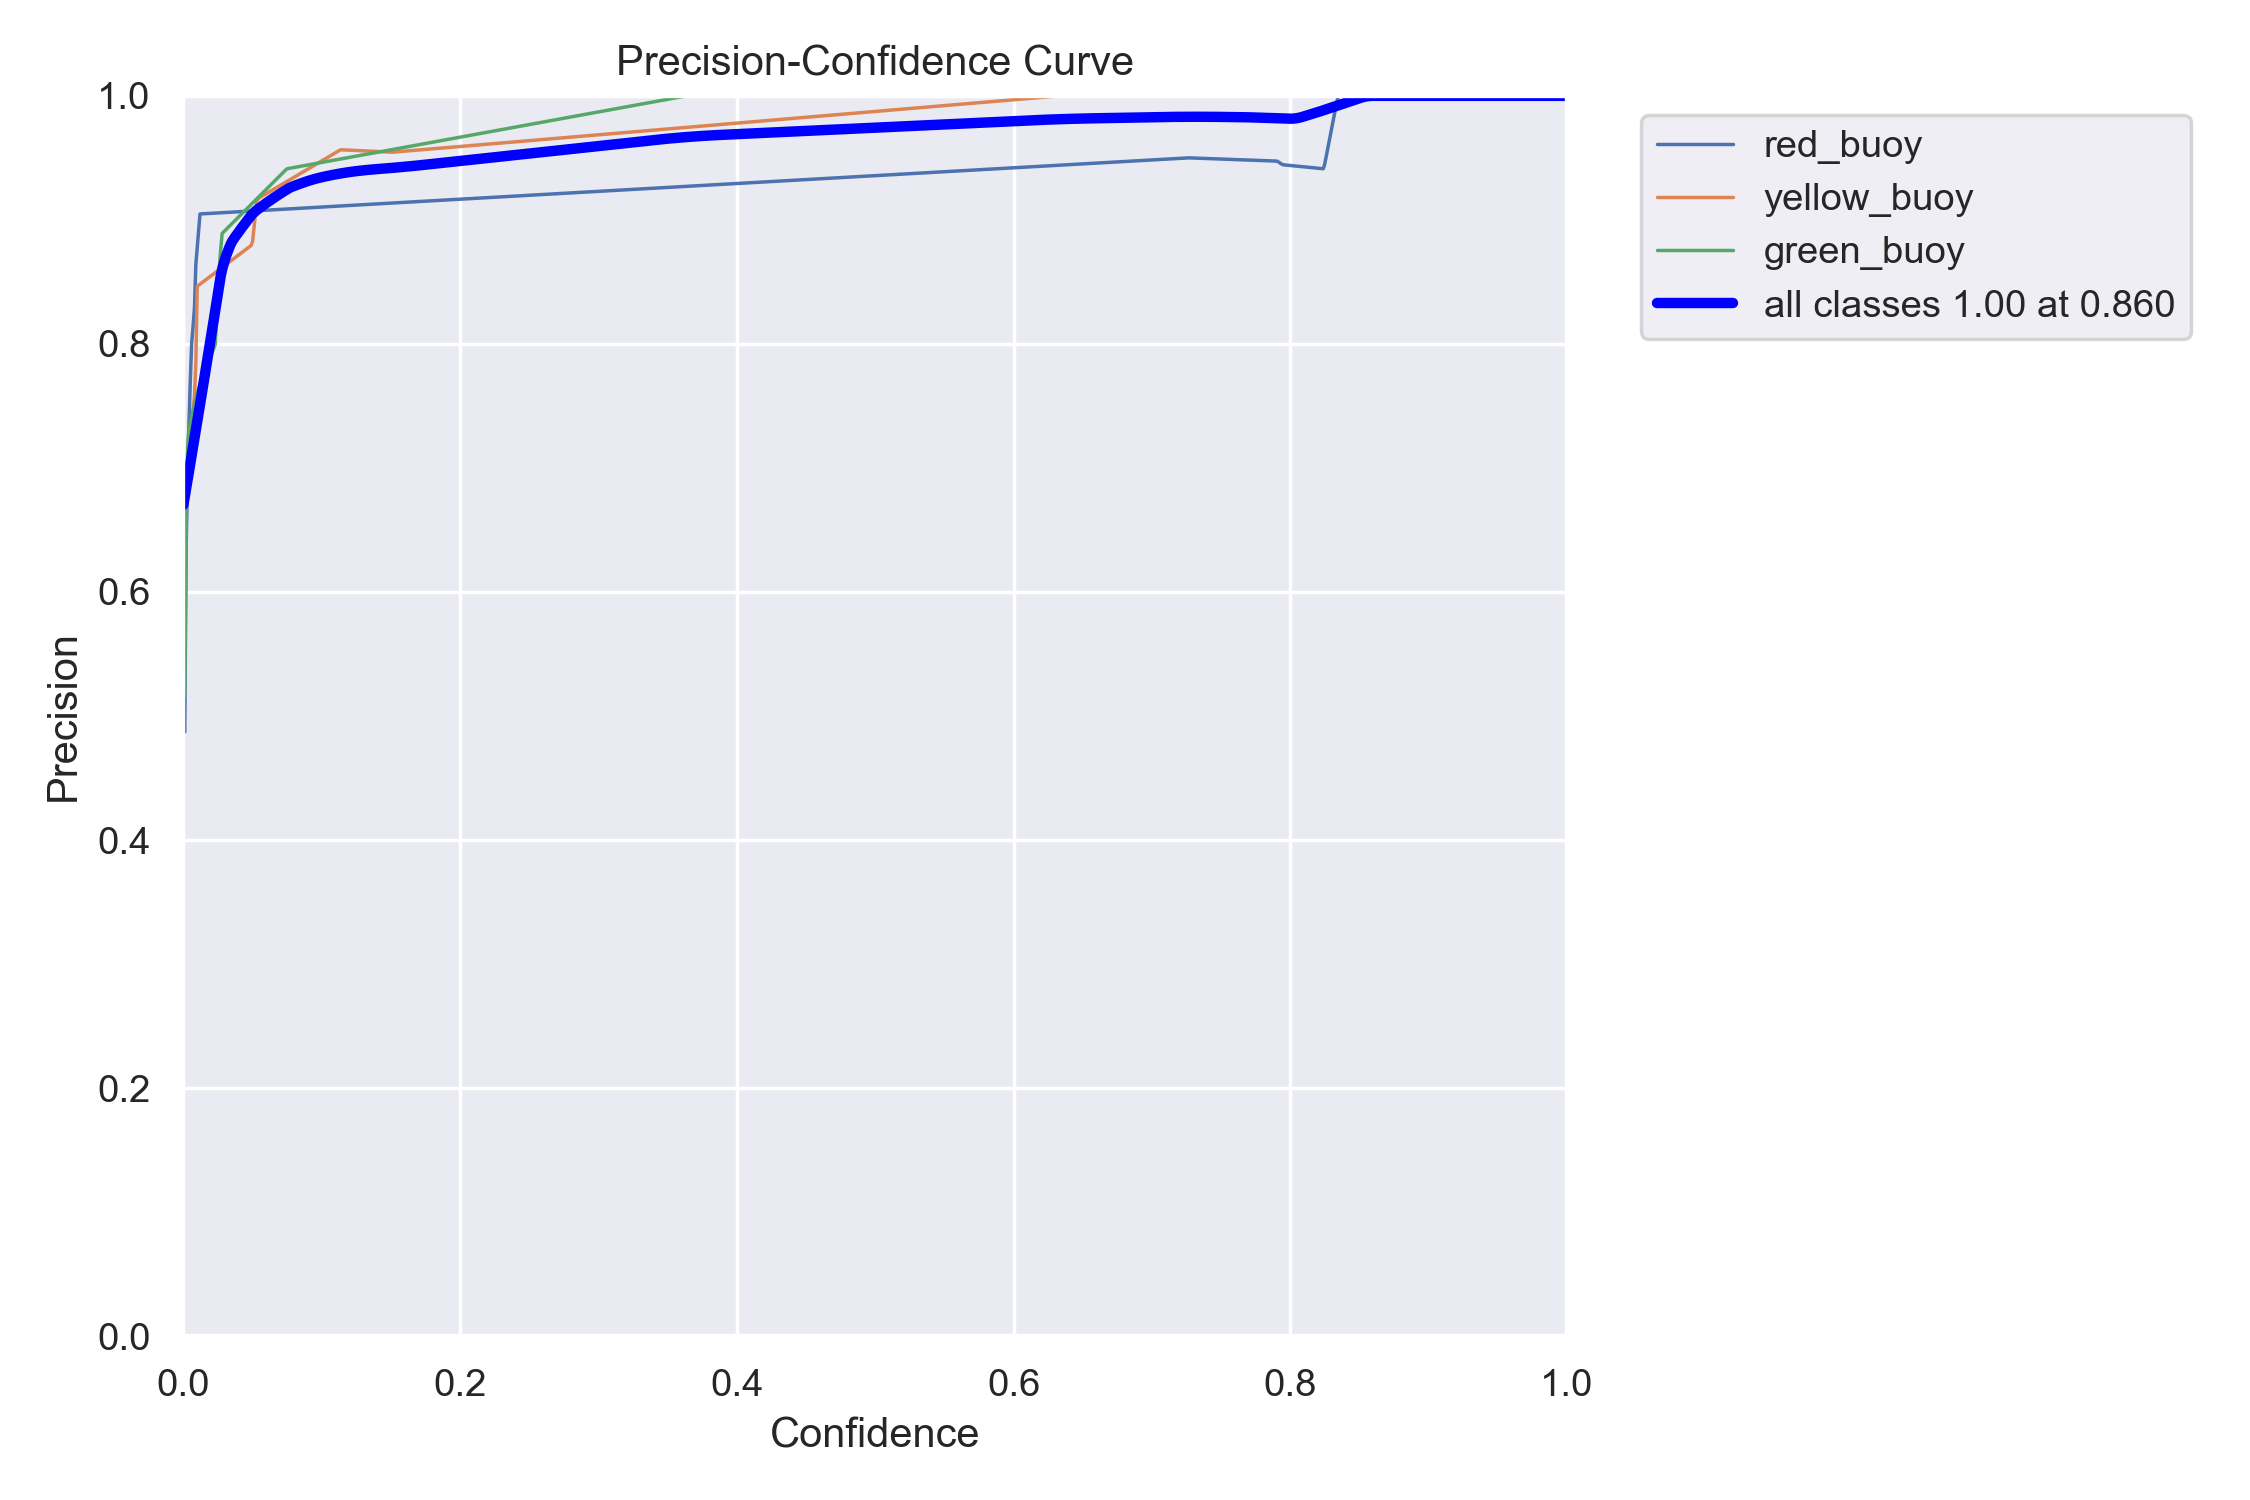 Precision-Confidence Curve
1.0
0.8
0.6
0.4
0.2
0.0
Precision
0.0 0.2 0.4 0.6 0.8 1.0
Confidence
red_buoy
yellow_buoy
green_buoy
all classes 1.00 at 0.860